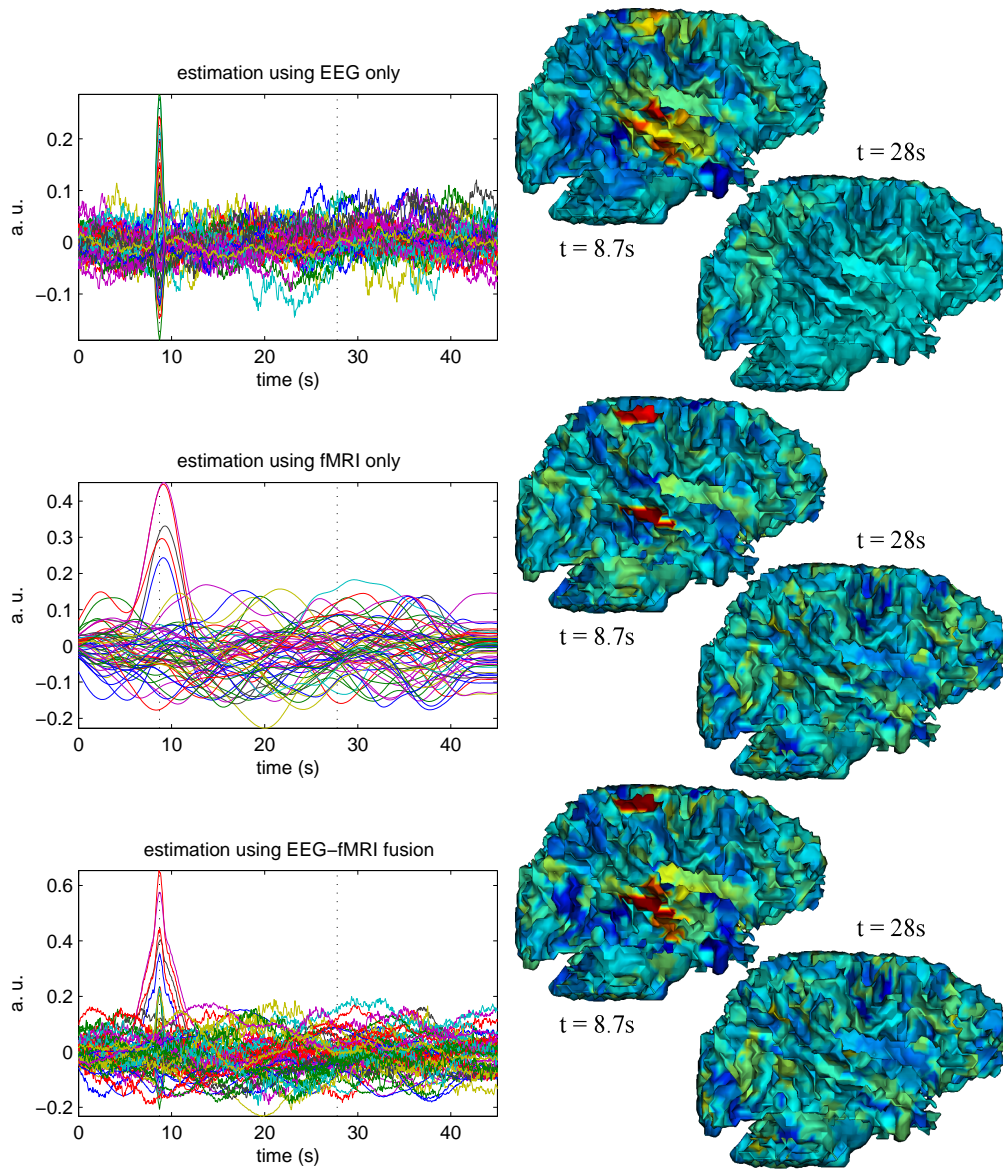 estimation using EEG only
a. u.
0.2
0.1
0
−0.1
0
10
20
30
40
time (s)
t = 8.7s
t = 28s
estimation using fMRI only
a. u.
0.4
0.3
0.2
0.1
0
−0.1
−0.2
0
10
20
30
40
time (s)
t = 8.7s
t = 28s
estimation using EEG−fMRI fusion
a. u.
0.6
0.4
0.2
0
−0.2
0
10
20
30
40
time (s)
t = 8.7s
t = 28s